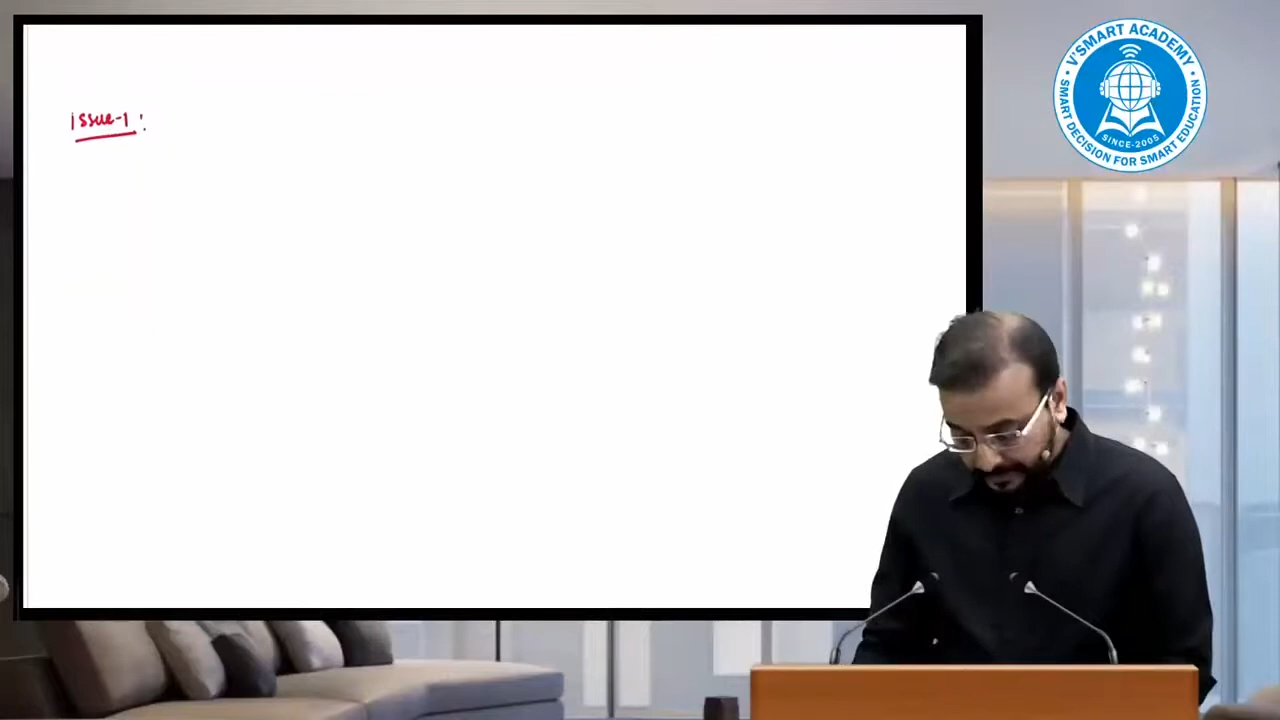 Issue-1 :
V'SMART ACADEMY
SMART DECISION FOR SMART EDUCATION
SINCE-2005